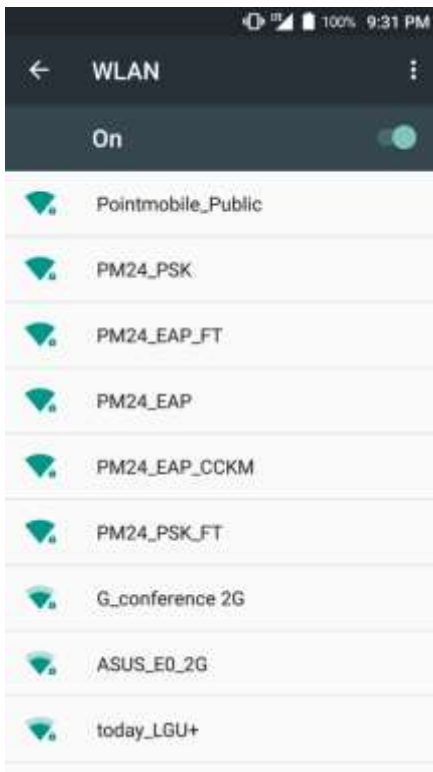 100% 9:31 PM
WLAN
On
Pointmobile_Public
PM24_PSK
PM24_EAP_FT
PM24_EAP
PM24_EAP_CCKM
PM24_PSK_FT
G_conference 2G
ASUS_E0_2G
today_LGU+